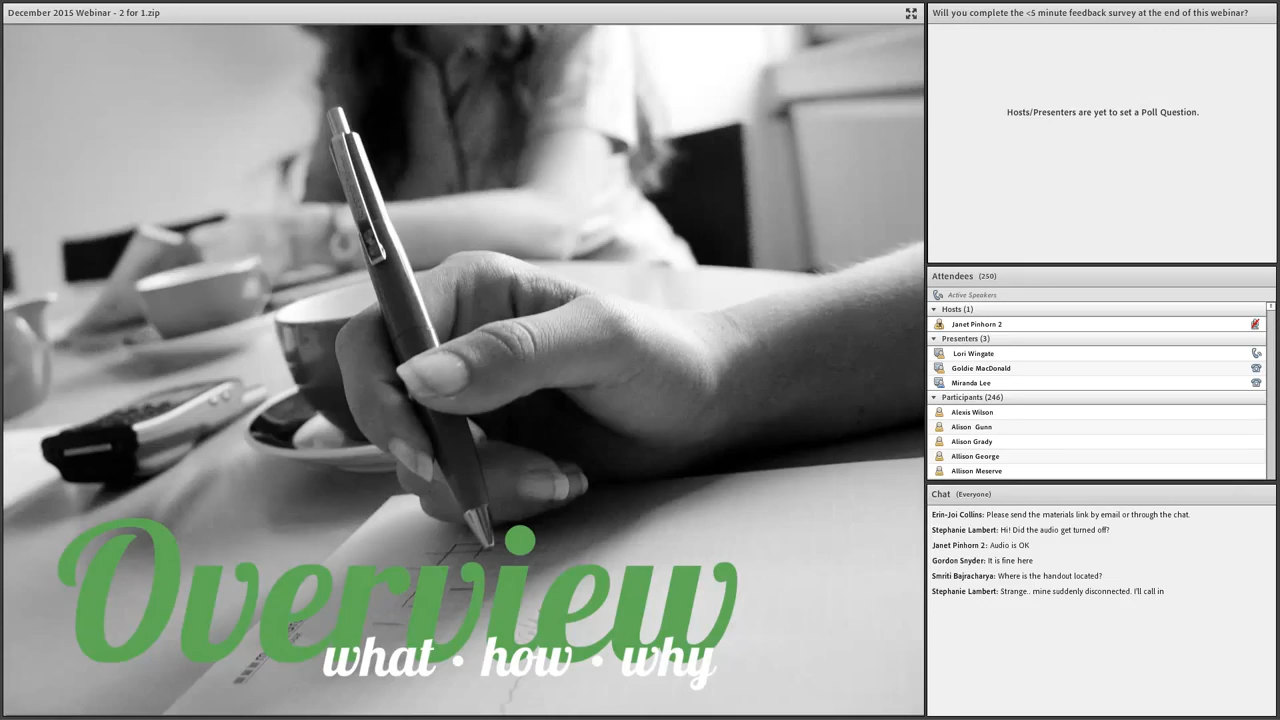 December 2015 Webinar - 2 for 1.zip
Overview
what • how • why
Will you complete the <5 minute feedback survey at the end of this webinar?
Hosts/Presenters are yet to set a Poll Question.
Attendees (250)
Active Speakers
Hosts (1)
Janet Pinhorn 2
Presenters (3)
Lori Wingate
Goldie MacDonald
Miranda Lee
Participants (246)
Alexis Wilson
Alison Gunn
Alison Grady
Allison George
Allison Meserve
Chat (Everyone)
Erin-Joi Collins: Please send the materials link by email or through the chat.
Stephanie Lambert: Hi! Did the audio get turned off?
Janet Pinhorn 2: Audio is OK
Gordon Snyder: It is fine here
Smriti Bajracharya: Where is the handout located?
Stephanie Lambert: Strange.. mine suddenly disconnected. I'll call in